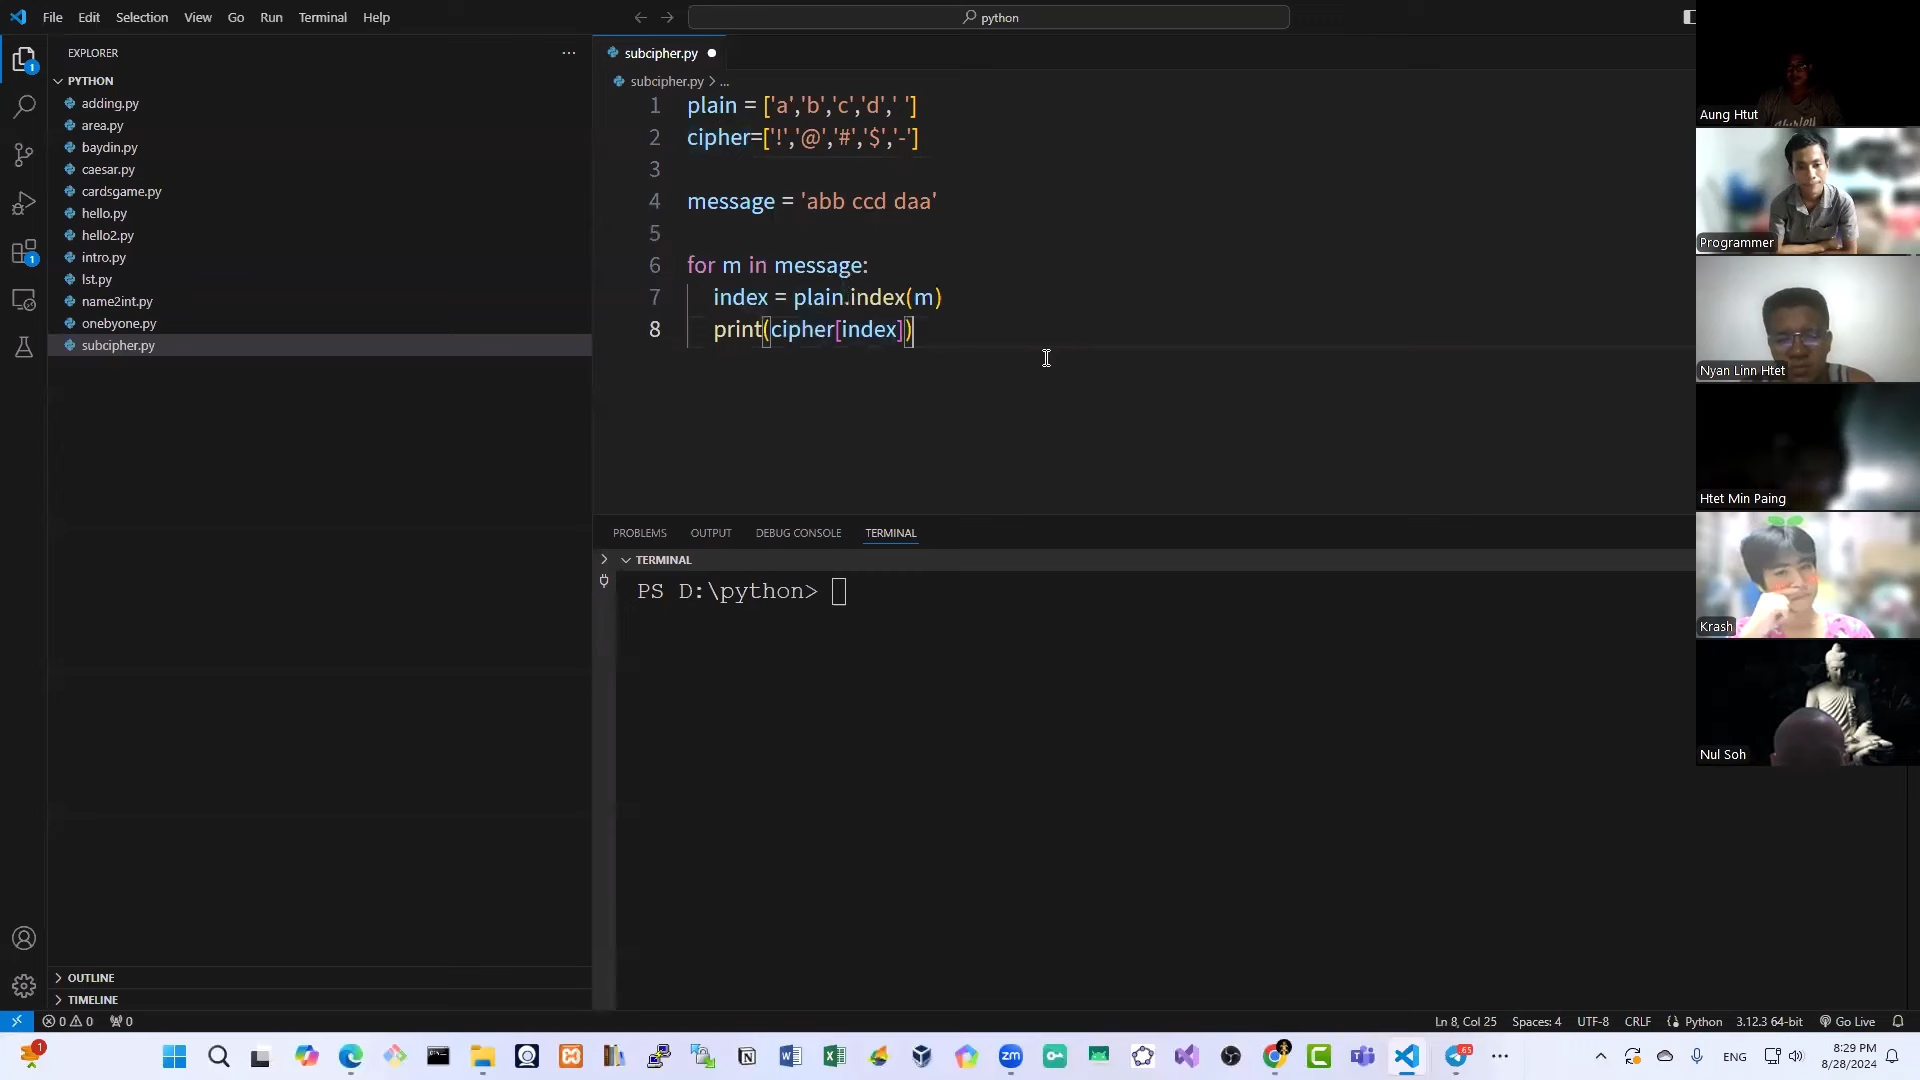 File Edit Selection View Go Run Terminal Help
python
EXPLORER
PYTHON
adding.py
area.py
baydin.py
caesar.py
cardsgame.py
hello.py
hello2.py
intro.py
lst.py
name2int.py
onebyone.py
subcipher.py
OUTLINE
TIMELINE
subcipher.py
subcipher.py > ...
1 plain = ['a','b','c','d',' ']
2 cipher=['!','@','#','$','-']
3
4 message = 'abb ccd daa'
5
6 for m in message:
7 index = plain.index(m)
8 print(cipher[index])
PROBLEMS OUTPUT DEBUG CONSOLE TERMINAL
TERMINAL
PS D:\python>
Aung Htut
Programmer
Nyan Linn Htet
Htet Min Paing
Krash
Nul Soh
0 0 0
Ln 8, Col 25 Spaces: 4 UTF-8 CRLF Python 3.12.3 64-bit Go Live
ENG
8:29 PM
8/28/2024